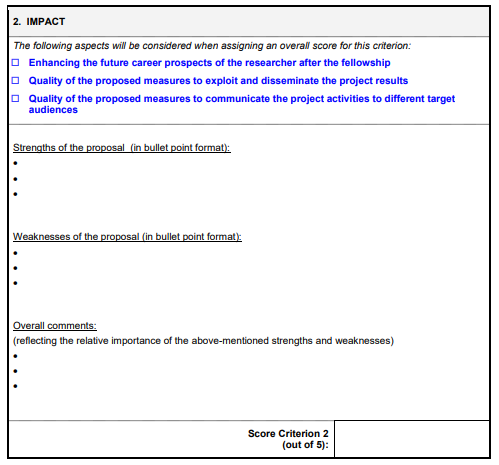 2. IMPACT
The following aspects will be considered when assigning an overall score for this criterion:
☐ Enhancing the future career prospects of the researcher after the fellowship
☐ Quality of the proposed measures to exploit and disseminate the project results
☐ Quality of the proposed measures to communicate the project activities to different target
audiences
Strengths of the proposal (in bullet point format):
•
•
•
Weaknesses of the proposal (in bullet point format):
•
•
•
Overall comments:
(reflecting the relative importance of the above-mentioned strengths and weaknesses)
•
•
•
Score Criterion 2
(out of 5):